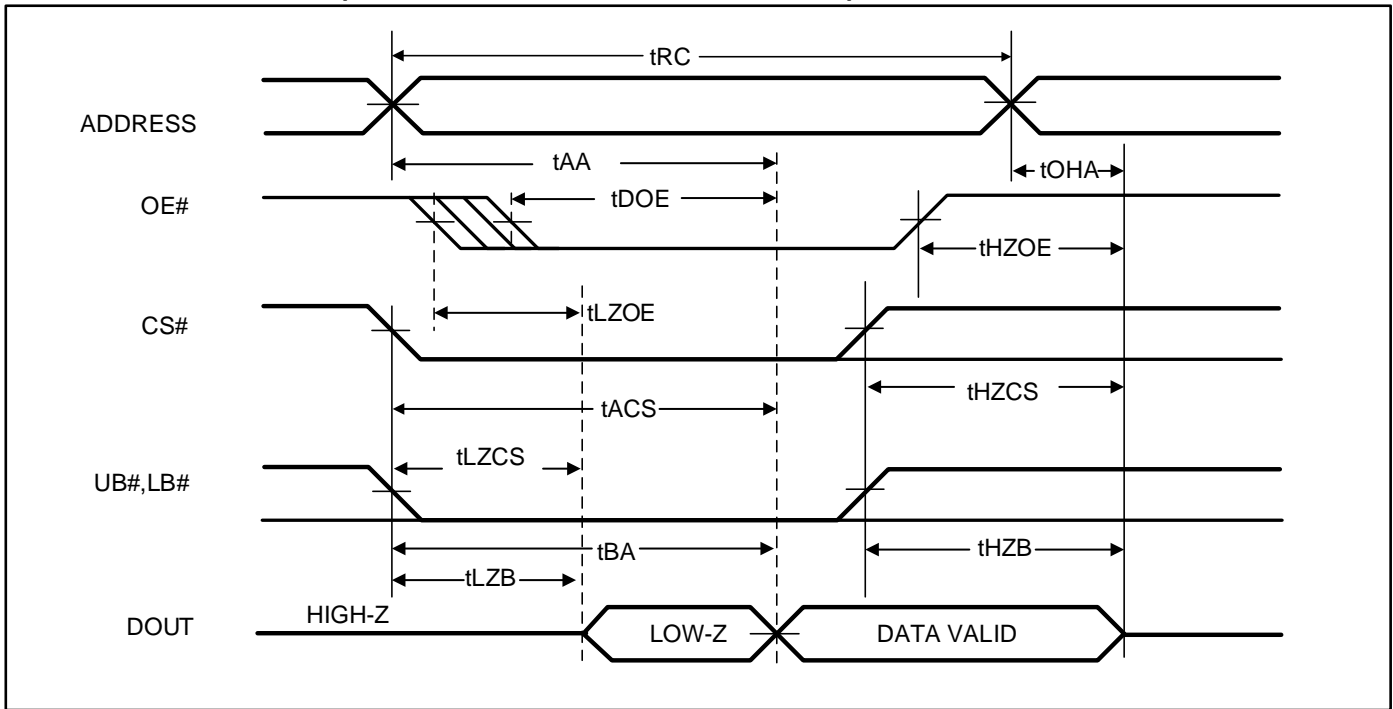 tRC
ADDRESS
tAA
tOHA
OE#
tDOE
tHZOE
tLZOE
CS#
tHZCS
tACS
tLZCS
UB#,LB#
tBA
tHZB
tLZB
HIGH-Z
DOUT
LOW-Z
DATA VALID